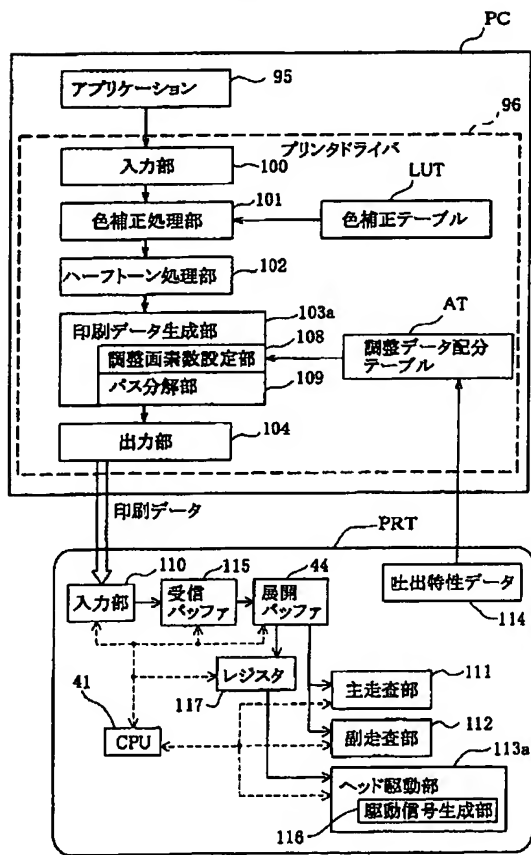 PC
95
アプリケーション
96
プリンタドライバ
入力部
100
LUT
101
色補正処理部
色補正テーブル
102
ハーフトーン処理部
103a
印刷データ生成部
108
調整画素数設定部
パス分解部
109
AT
調整データ配分
テーブル
104
出力部
印刷データ
PRT
110
115
44
入力部
受信
バッファ
展開
バッファ
吐出特性データ
114
レジスタ
117
111
主走査部
41
CPU
112
副走査部
113a
ヘッド駆動部
駆動信号生成部
116